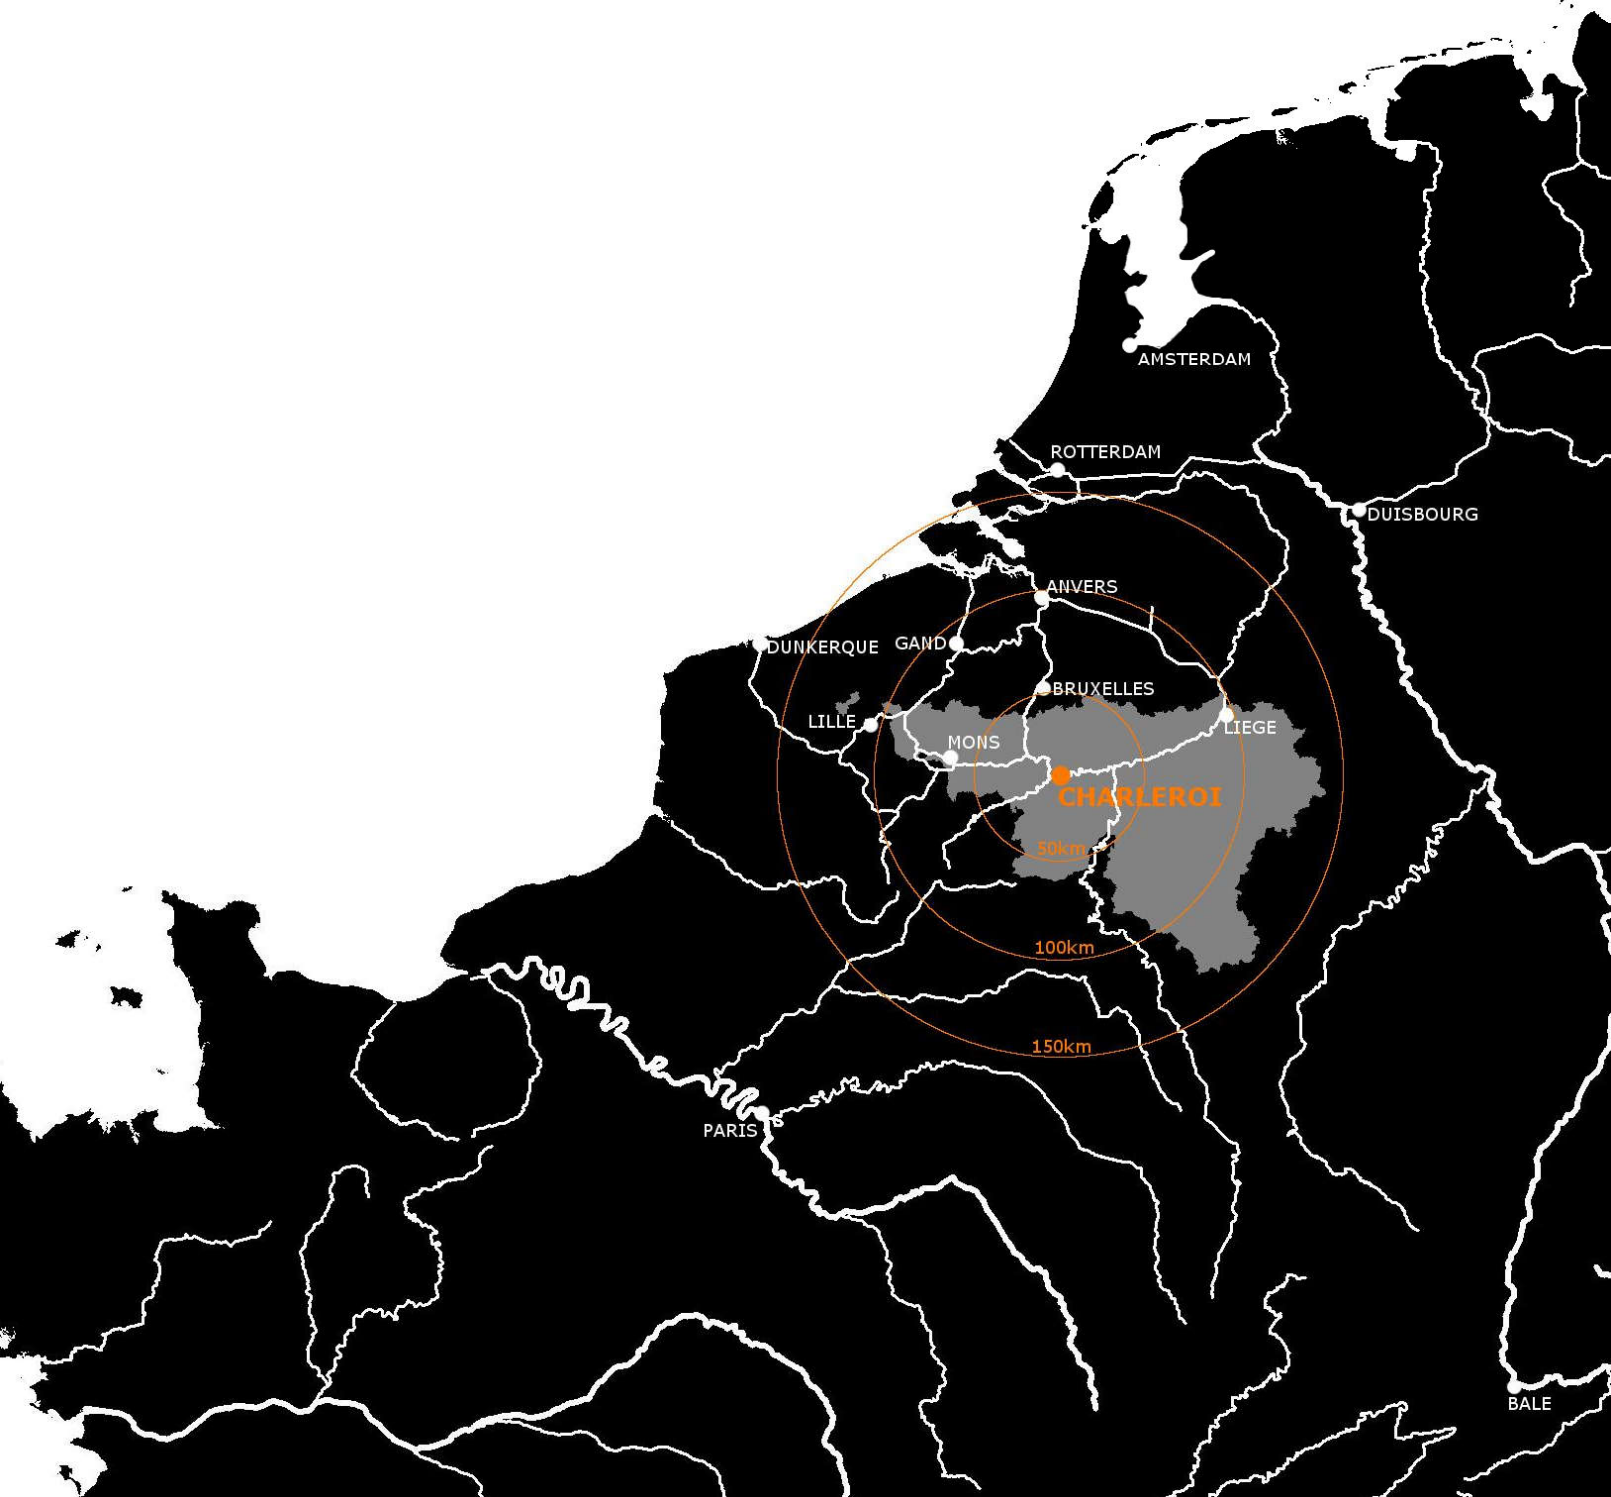 AMSTERDAM
ROTTERDAM
DUISBOURG
ANVERS
DUNKERQUE
GAND
BRUXELLES
LILLE
LIEGE
MONS
CHARLEROI
50km
100km
150km
PARIS
BALE